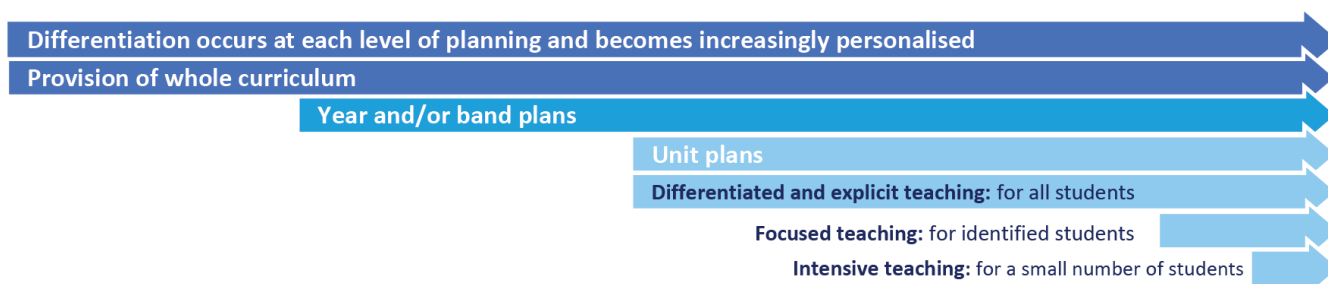 Differentiation occurs at each level of planning and becomes increasingly personalised
Provision of whole curriculum
Year and/or band plans
Unit plans
Differentiated and explicit teaching: for all students
Focused teaching: for identified students
Intensive teaching: for a small number of students